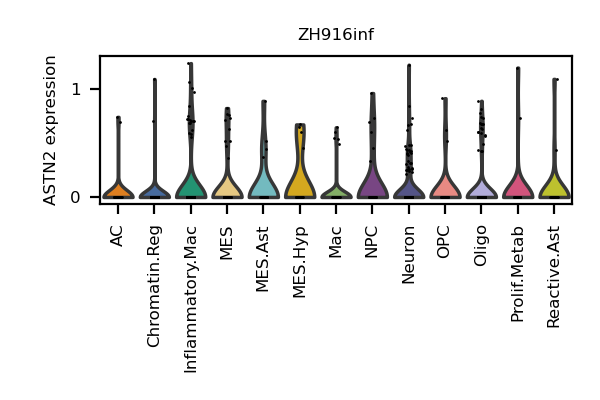 ZH916inf
ASTN2 expression
1
0
AC
Chromatin.Reg
Inflammatory.Mac
MES
MES.Ast
MES.Hyp
Mac
NPC
Neuron
OPC
Oligo
Prolif.Metab
Reactive.Ast